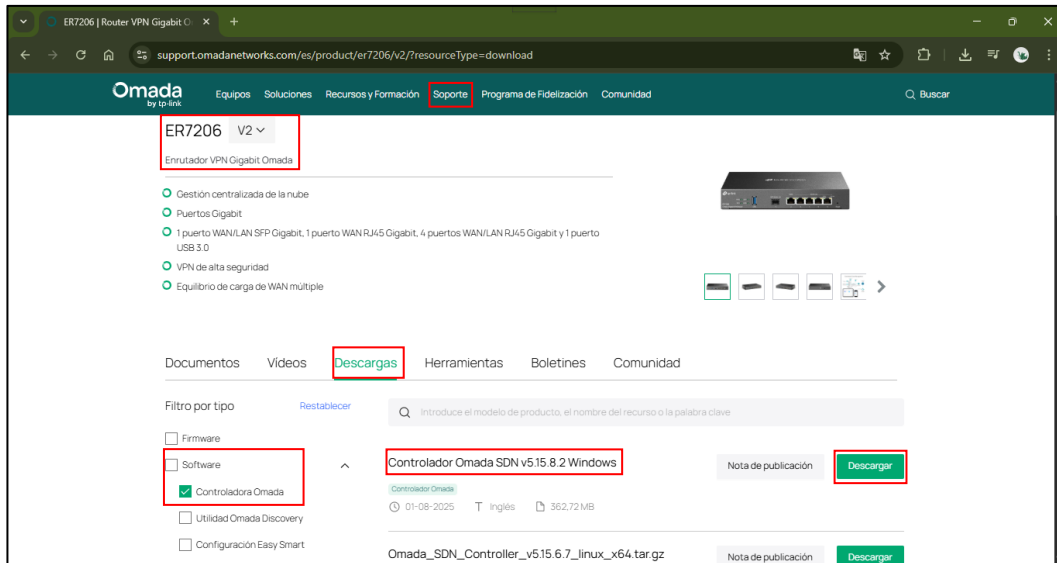 ER7206 | Router VPN Gigabit O
support.omadanetworks.com/es/product/er7206/v2/?resourceType=download
Omada
by tp-link
Equipos Soluciones Recursos y Formación Soporte Programa de Fidelización Comunidad Buscar
ER7206 V2
Enrutador VPN Gigabit Omada
Gestión centralizada de la nube
Puertos Gigabit
1 puerto WAN/LAN SFP Gigabit, 1 puerto WAN RJ45 Gigabit, 4 puertos WAN/LAN RJ45 Gigabit y 1 puerto
USB 3.0
VPN de alta seguridad
Equilibrio de carga de WAN múltiple
Documentos Vídeos Descargas Herramientas Boletines Comunidad
Filtro por tipo Restablecer
Introduce el modelo de producto, el nombre del recurso o la palabra clave
Firmware
Software
Controladora Omada
Utilidad Omada Discovery
Configuración Easy Smart
Controlador Omada SDN v5.15.8.2 Windows
Nota de publicación Descargar
Controlador Omada
01-08-2025 T Inglés 362,72 MB
Omada_SDN_Controller_v5.15.6.7_linux_x64.tar.gz
Nota de publicación Descargar